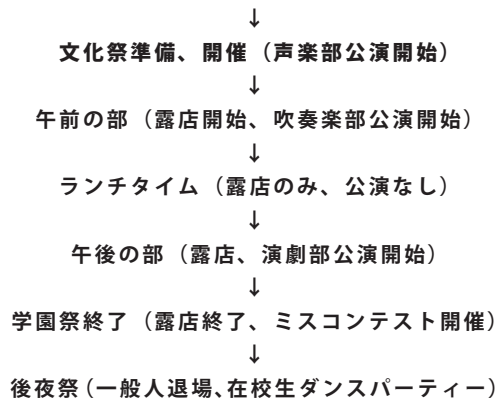 ↓
文化祭準備、開催（声楽部公演開始）
↓
午前の部（露店開始、吹奏楽部公演開始）
↓
ランチタイム（露店のみ、公演なし）
↓
午後の部（露店、演劇部公演開始）
↓
学園祭終了（露店終了、ミスコンテスト開催）
↓
後夜祭（一般人退場、在校生ダンスパーティー）